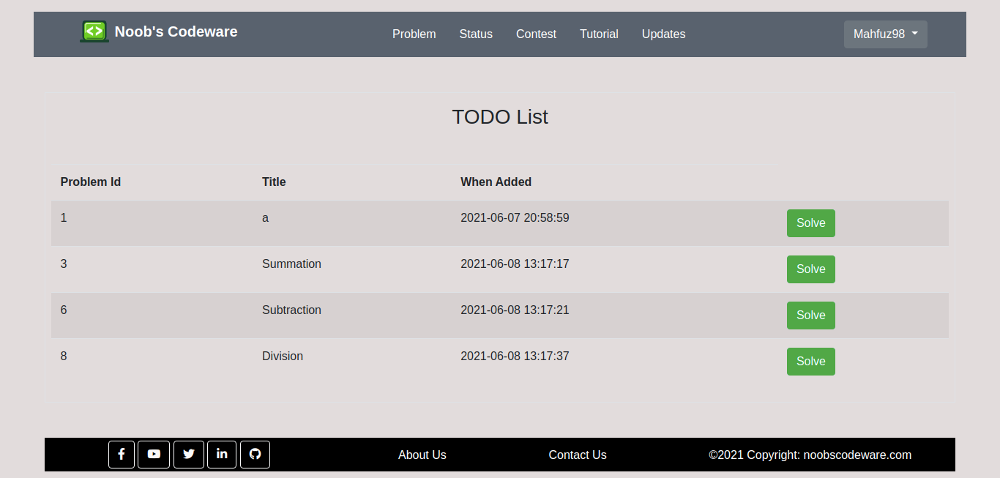 Noob's Codeware Problem Status Contest Tutorial Updates Mahfuz98
TODO List
Problem Id Title When Added
1 a 2021-06-07 20:58:59 Solve
3 Summation 2021-06-08 13:17:17 Solve
6 Subtraction 2021-06-08 13:17:21 Solve
8 Division 2021-06-08 13:17:37 Solve
About Us Contact Us ©2021 Copyright: noobscodeware.com